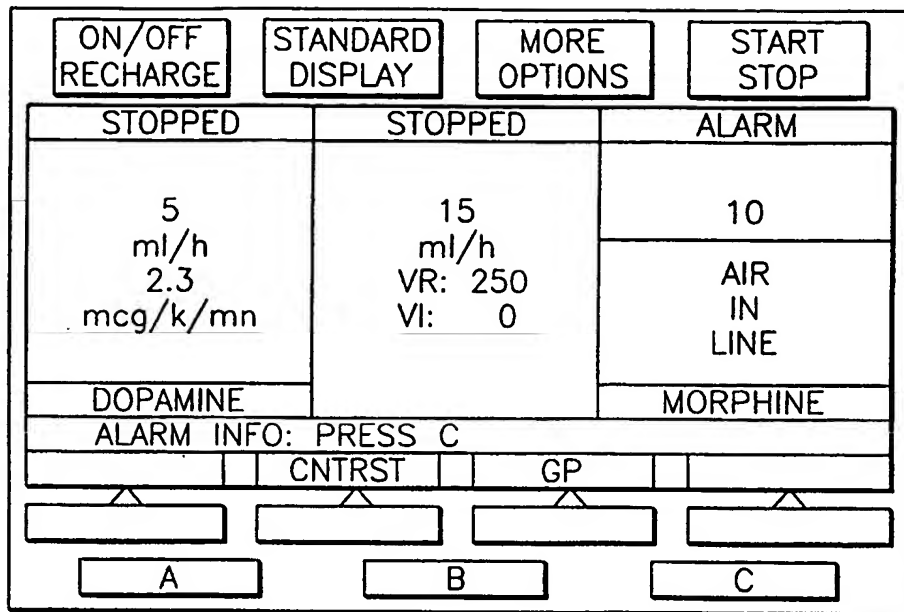 ON/OFF RECHARGE
STANDARD DISPLAY
MORE OPTIONS
START STOP
STOPPED
STOPPED
ALARM
5
ml/h
2.3
mcg/k/mn
DOPAMINE
15
ml/h
VR: 250
VI: 0
10
AIR
IN
LINE
MORPHINE
ALARM INFO: PRESS C
CNTRST
GP
A
B
C